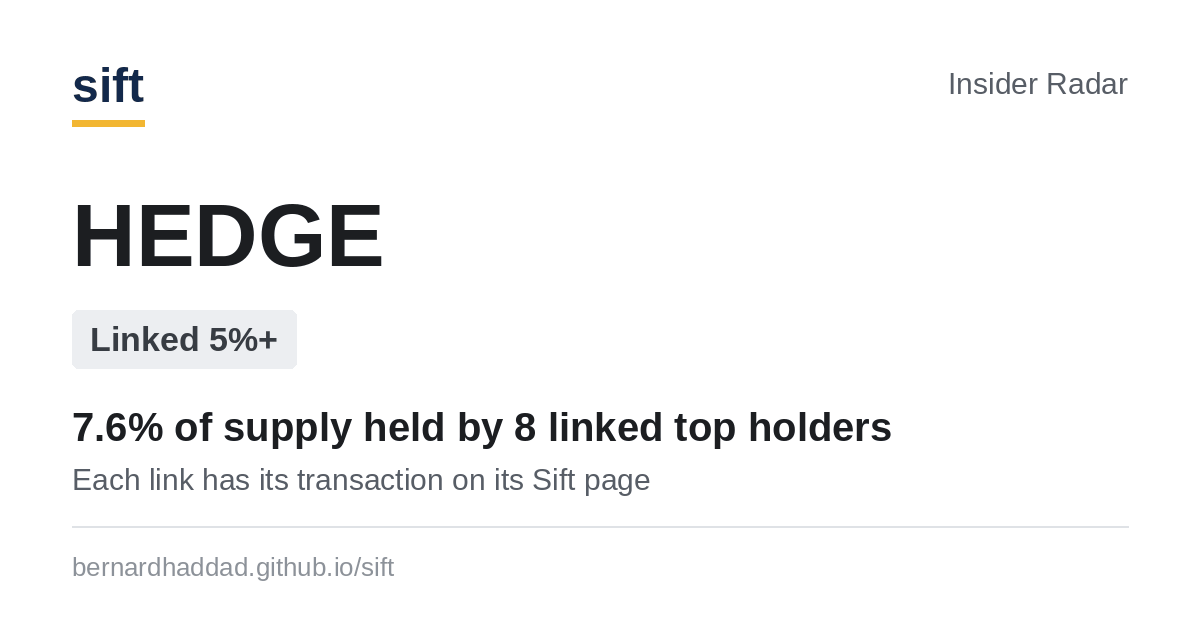 sift
Insider Radar
HEDGE
Linked 5%+
7.6% of supply held by 8 linked top holders
Each link has its transaction on its Sift page
bernardhaddad.github.io/sift